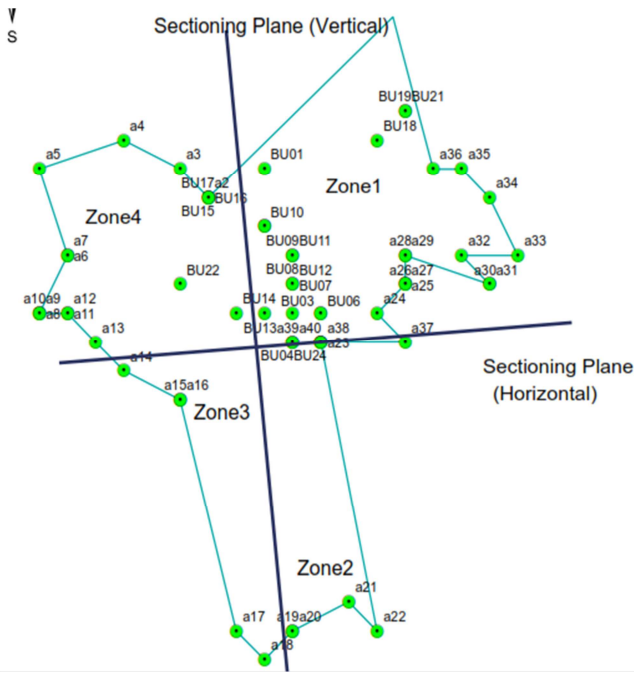 S
Sectioning Plane (Vertical)
BU19BU21
BU18
a4
a5
a3
BU01
a36
a35
BU17a2
BU16
BU15
Zone1
a34
Zone4
BU10
a7
a6
BU09BU11
a28a29
a32
a33
BU22
BU08BU12
BU07
a26a27
a25
a30a31
a10a9
a8
a12
a11
BU14
BU03
BU06
a24
a13
BU13a39a40
a38
a23
a37
BU04BU24
a14
Sectioning Plane
(Horizontal)
a15a16
Zone3
Zone2
a21
a17
a19a20
a22
a18